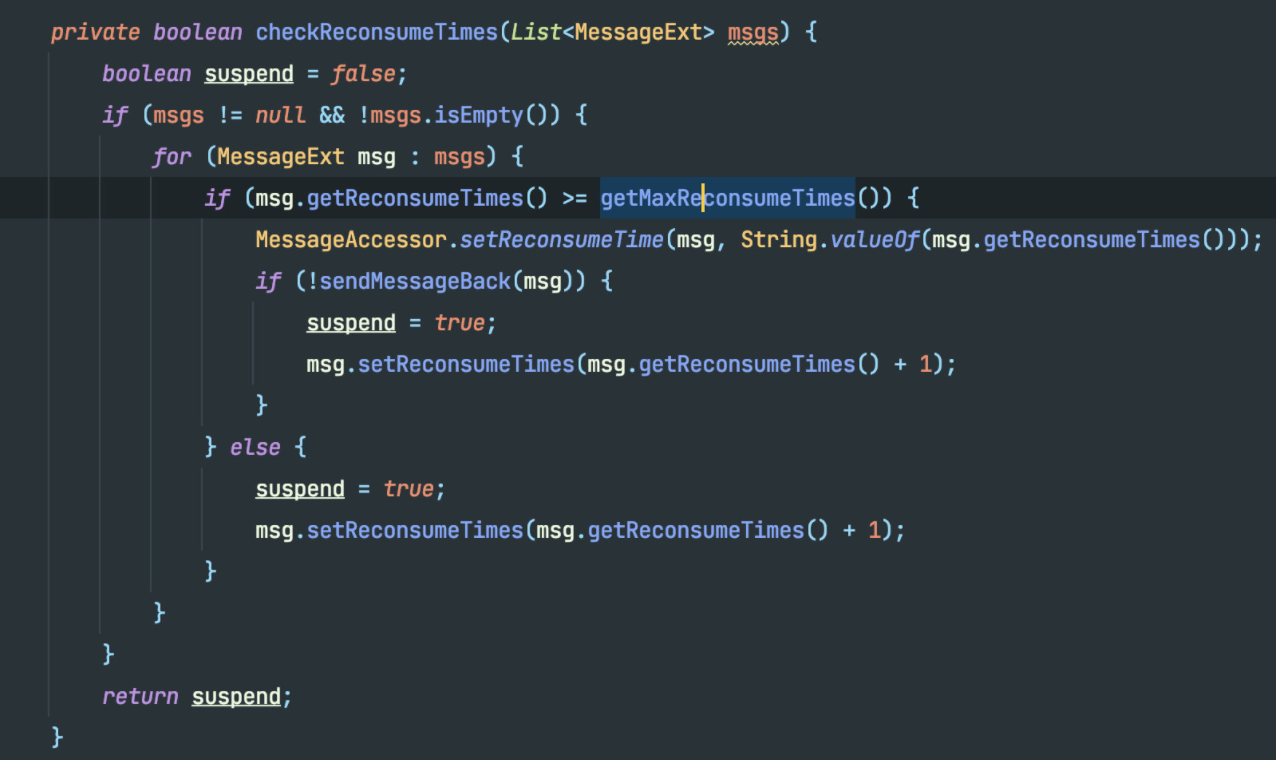 private boolean checkReconsumeTimes(List<MessageExt> msgs) {
    boolean suspend = false;
    if (msgs != null && !msgs.isEmpty()) {
        for (MessageExt msg : msgs) {
            if (msg.getReconsumeTimes() >= getMaxReconsumeTimes()) {
                MessageAccessor.setReconsumeTime(msg, String.valueOf(msg.getReconsumeTimes()));
                if (!sendMessageBack(msg)) {
                    suspend = true;
                    msg.setReconsumeTimes(msg.getReconsumeTimes() + 1);
                }
            } else {
                suspend = true;
                msg.setReconsumeTimes(msg.getReconsumeTimes() + 1);
            }
        }
    }
    return suspend;
}